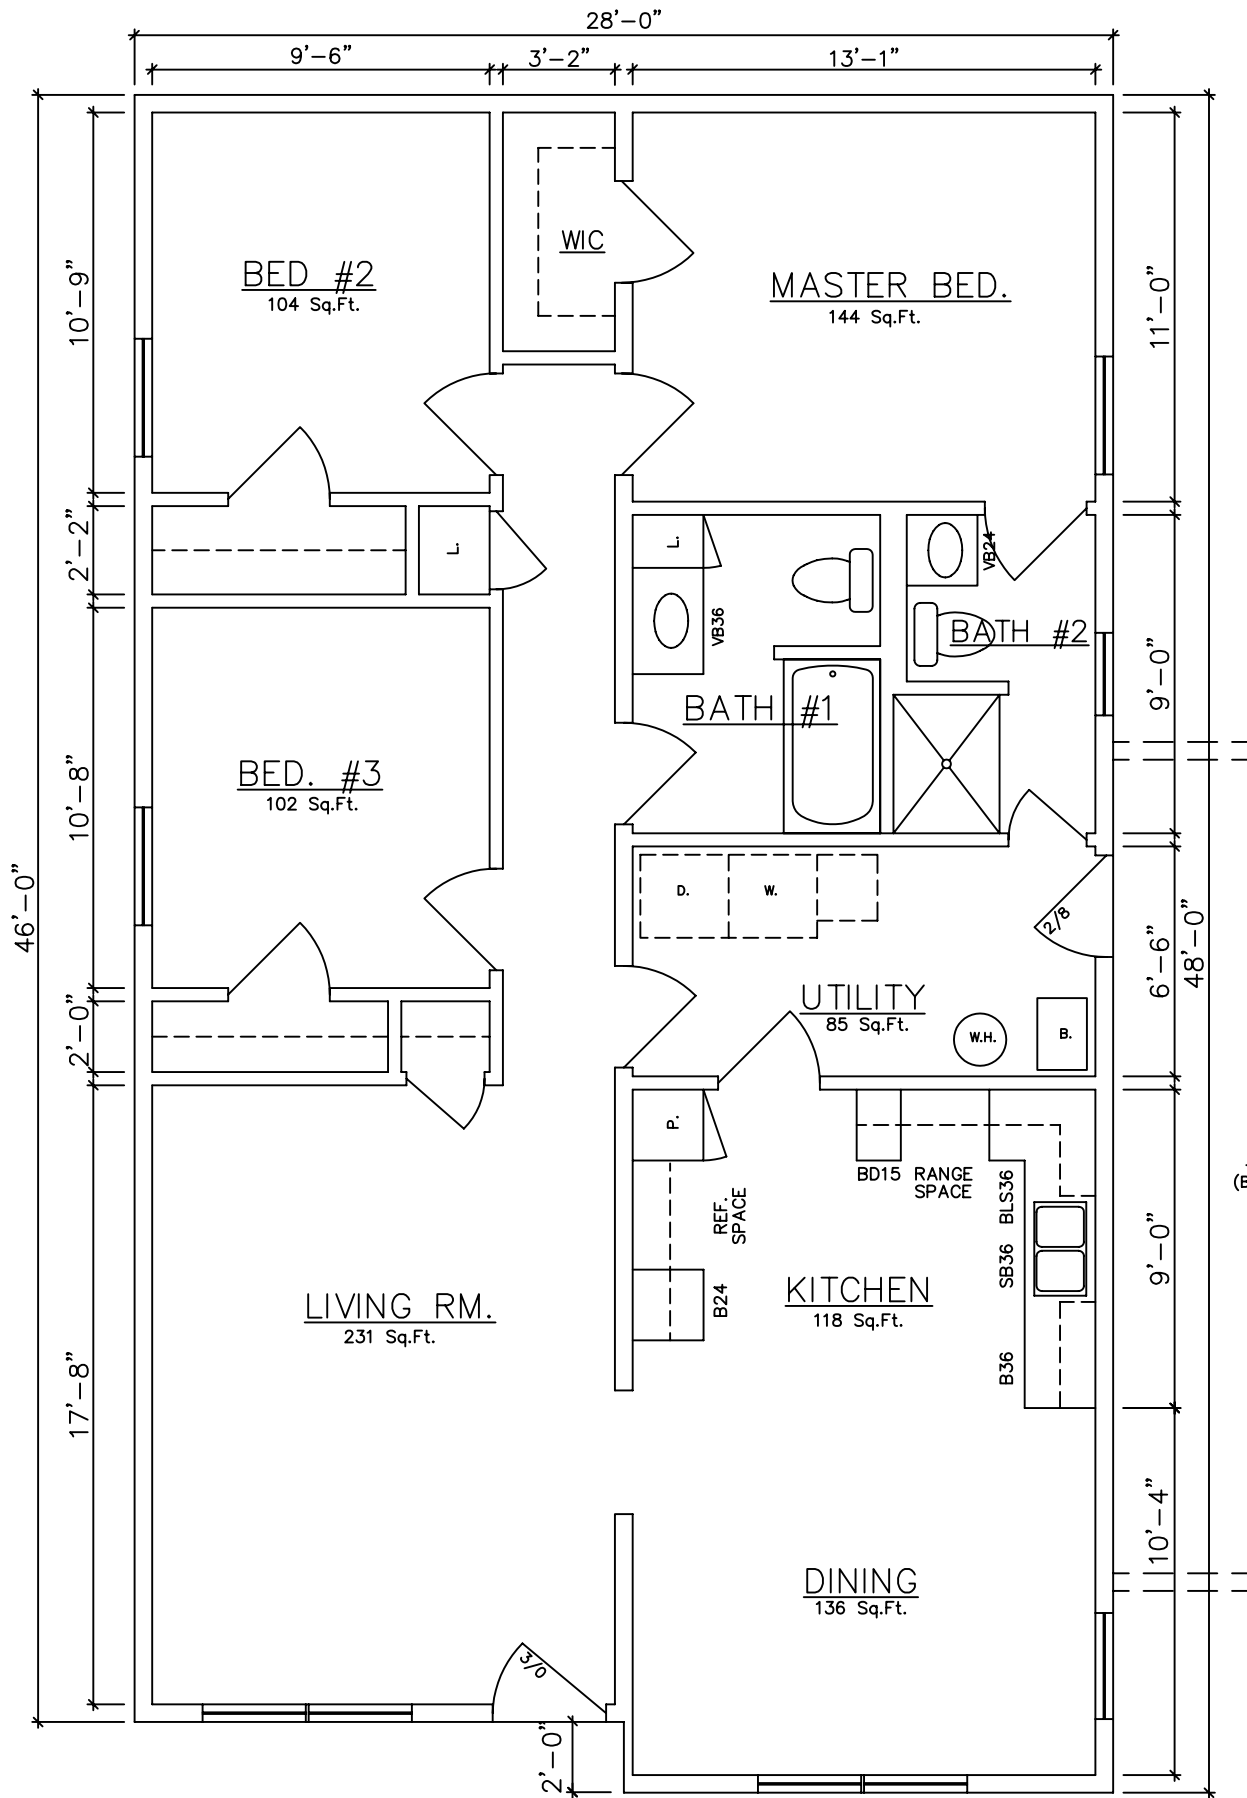 28'-0"
9'-6"
3'-2"
13'-1"
10'-9"
BED #2
104 Sq.Ft.
WIC
MASTER BED.
144 Sq.Ft.
11'-0"
2'-2"
L.
L.
VB36
VB24
BATH #2
BATH #1
9'-0"
BED. #3
102 Sq.Ft.
10'-8"
46'-0"
48'-0"
D.
W.
2/8
6'-6"
UTILITY
85 Sq.Ft.
W.H.
B.
2'-0"
P.
BD15
RANGE
SPACE
REF.
SPACE
BLS36
SB36
B24
B36
KITCHEN
118 Sq.Ft.
9'-0"
LIVING RM.
231 Sq.Ft.
17'-8"
10'-4"
DINING
136 Sq.Ft.
3/0
2'-0"